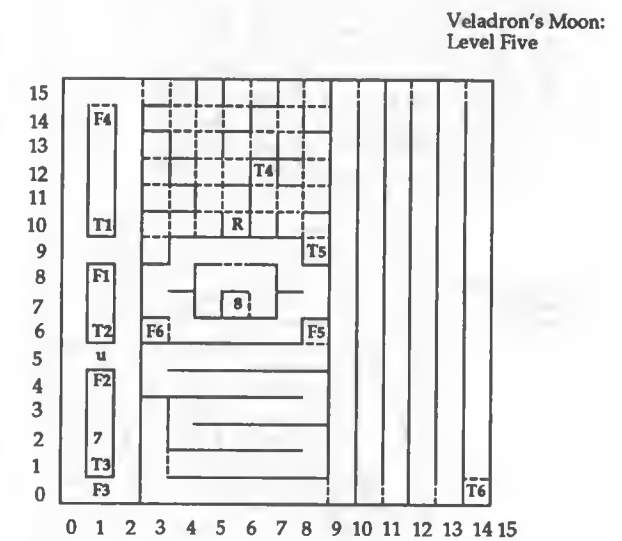 Veladron's Moon:
Level Five
15
14 F4
13
12 T4
11
10 T1 R
9 T5
8 F1
7 8
6 T2 F6 F5
5 u
4 F2
3
2 7
1 T3
0 F3 T6
0 1 2 3 4 5 6 7 8 9 10 11 12 13 14 15